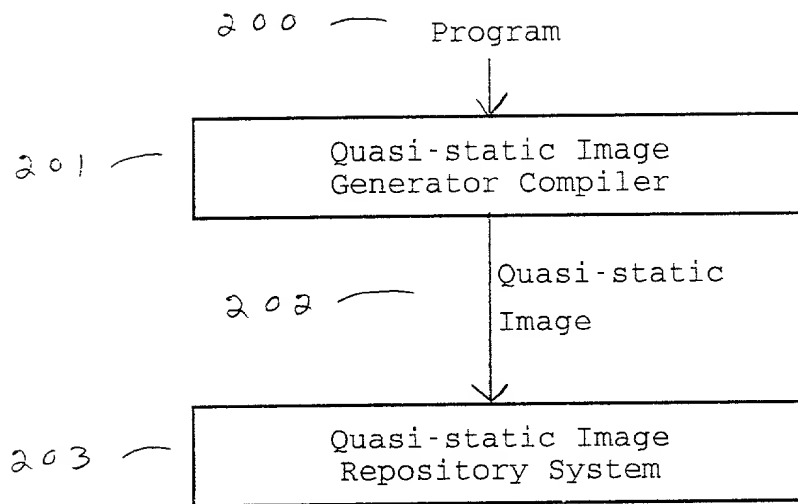 200 — Program
201 — Quasi-static Image
Generator Compiler
202 — Quasi-static
Image
203 — Quasi-static Image
Repository System